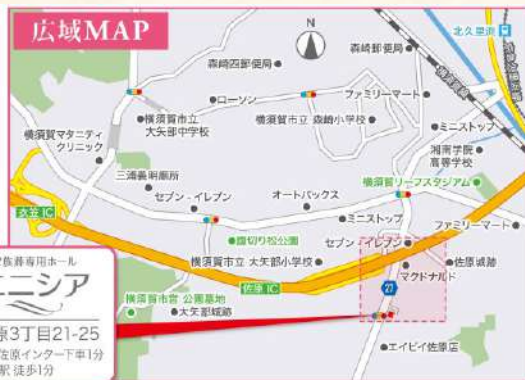 広域MAP
N
北久里浜
森崎郵便局
森崎四郵便局
ファミリーマート
ローソン
横須賀市立
大矢部中学校
横須賀市立 森崎小学校
ミニストップ
横須賀マタニティ
クリニック
湘南学院
高等学校
三浦義明廟所
横須賀リーフスタジアム
セブン‐イレブン
オートバックス
衣笠IC
ミニストップ
ファミリーマート
腹切り松公園
セブン‐イレブン
横須賀市立 大矢部小学校
佐原城跡
マクドナルド
佐原IC
27
横須賀市営 公園墓地
大矢部城跡
エイビイ佐原店
家族葬専用ホール
エニシア
原3丁目21-25
佐原インター下車1分
駅 徒歩1分